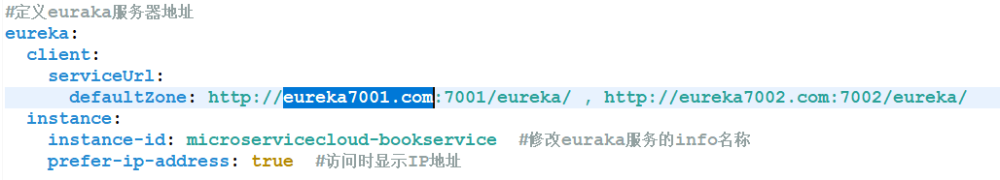 #定义euraka服务器地址
eureka:
  client:
    serviceUrl:
      defaultZone: http://eureka7001.com:7001/eureka/ , http://eureka7002.com:7002/eureka/
  instance:
    instance-id: microservicecloud-bookservice  #修改euraka服务的info名称
    prefer-ip-address: true  #访问时显示IP地址